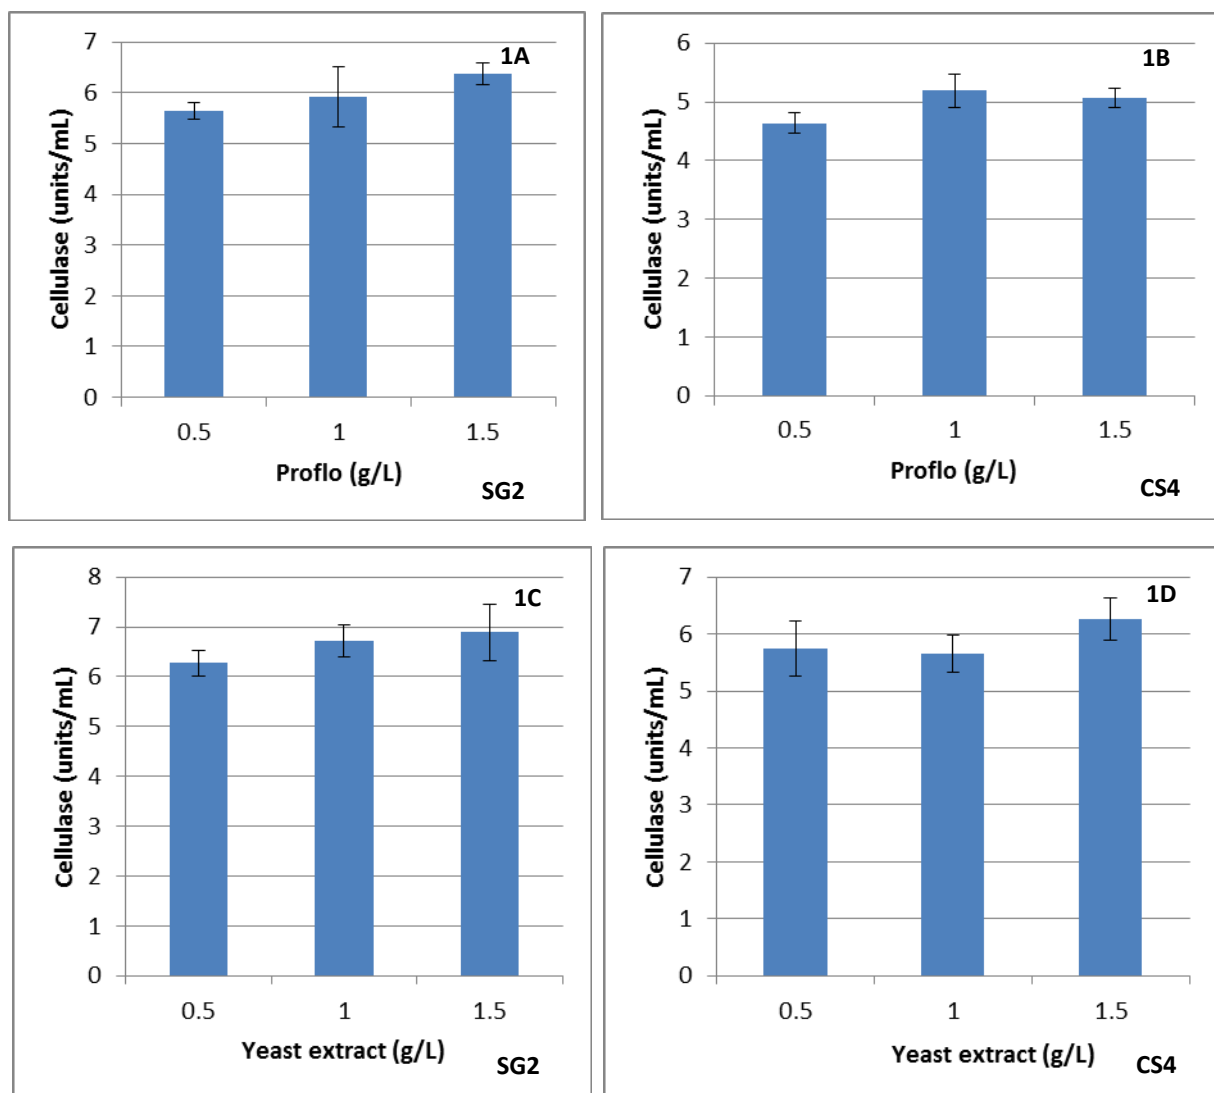 7
6
5
4
3
2
1
0
Cellulase (units/mL)
1A
0.5 1 1.5
Proflo (g/L)
SG2
6
5
4
3
2
1
0
Cellulase (units/mL)
1B
0.5 1 1.5
Proflo (g/L)
CS4
8
7
6
5
4
3
2
1
0
Cellulase (units/mL)
1C
0.5 1 1.5
Yeast extract (g/L)
SG2
7
6
5
4
3
2
1
0
Cellulase (units/mL)
1D
0.5 1 1.5
Yeast extract (g/L)
CS4